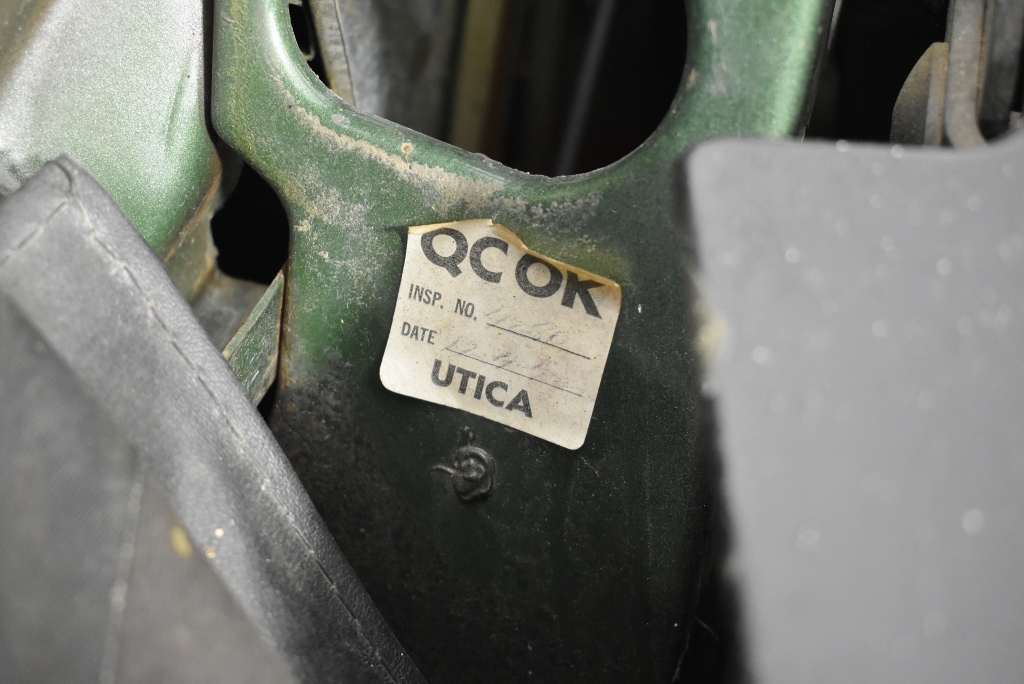 QC OK
INSP. NO.
DATE
UTICA